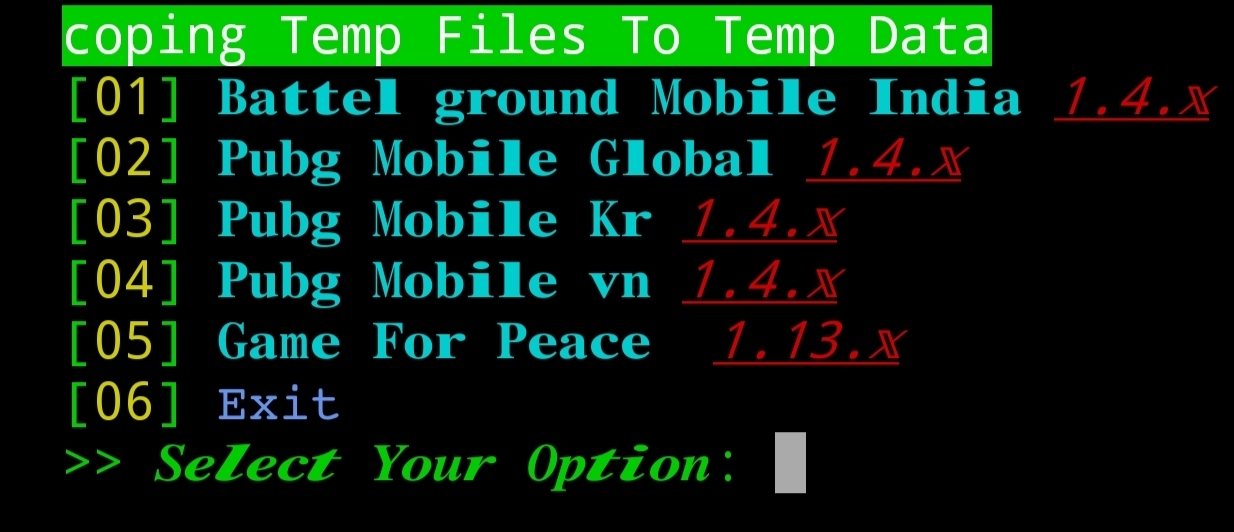 coping Temp Files To Temp Data
[01] Battel ground Mobile India 1.4.x
[02] Pubg Mobile Global 1.4.x
[03] Pubg Mobile Kr 1.4.x
[04] Pubg Mobile vn 1.4.x
[05] Game For Peace 1.13.x
[06] Exit
>> Select Your Option: